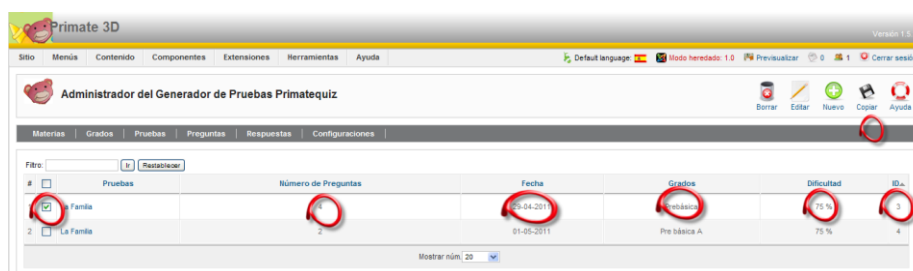 Primate 3D
Versión 1.5.
Sitio Menús Contenido Componentes Extensiones Herramientas Ayuda Default language: Modo heredado: 1.0 Previsualizar 0 1 Cerrar sesió
Administrador del Generador de Pruebas Primatequiz
Borrar Editar Nuevo Copiar Ayuda
Materias | Grados | Pruebas | Preguntas | Respuestas | Configuraciones |
Filtro: Ir Restablecer
# Pruebas Número de Preguntas Fecha Grados Dificultad ID
1 La Familia 29-04-2011 Prebásica 75 % 3
2 La Familia 2 01-05-2011 Pre básica A 75 % 4
Mostrar núm. 20